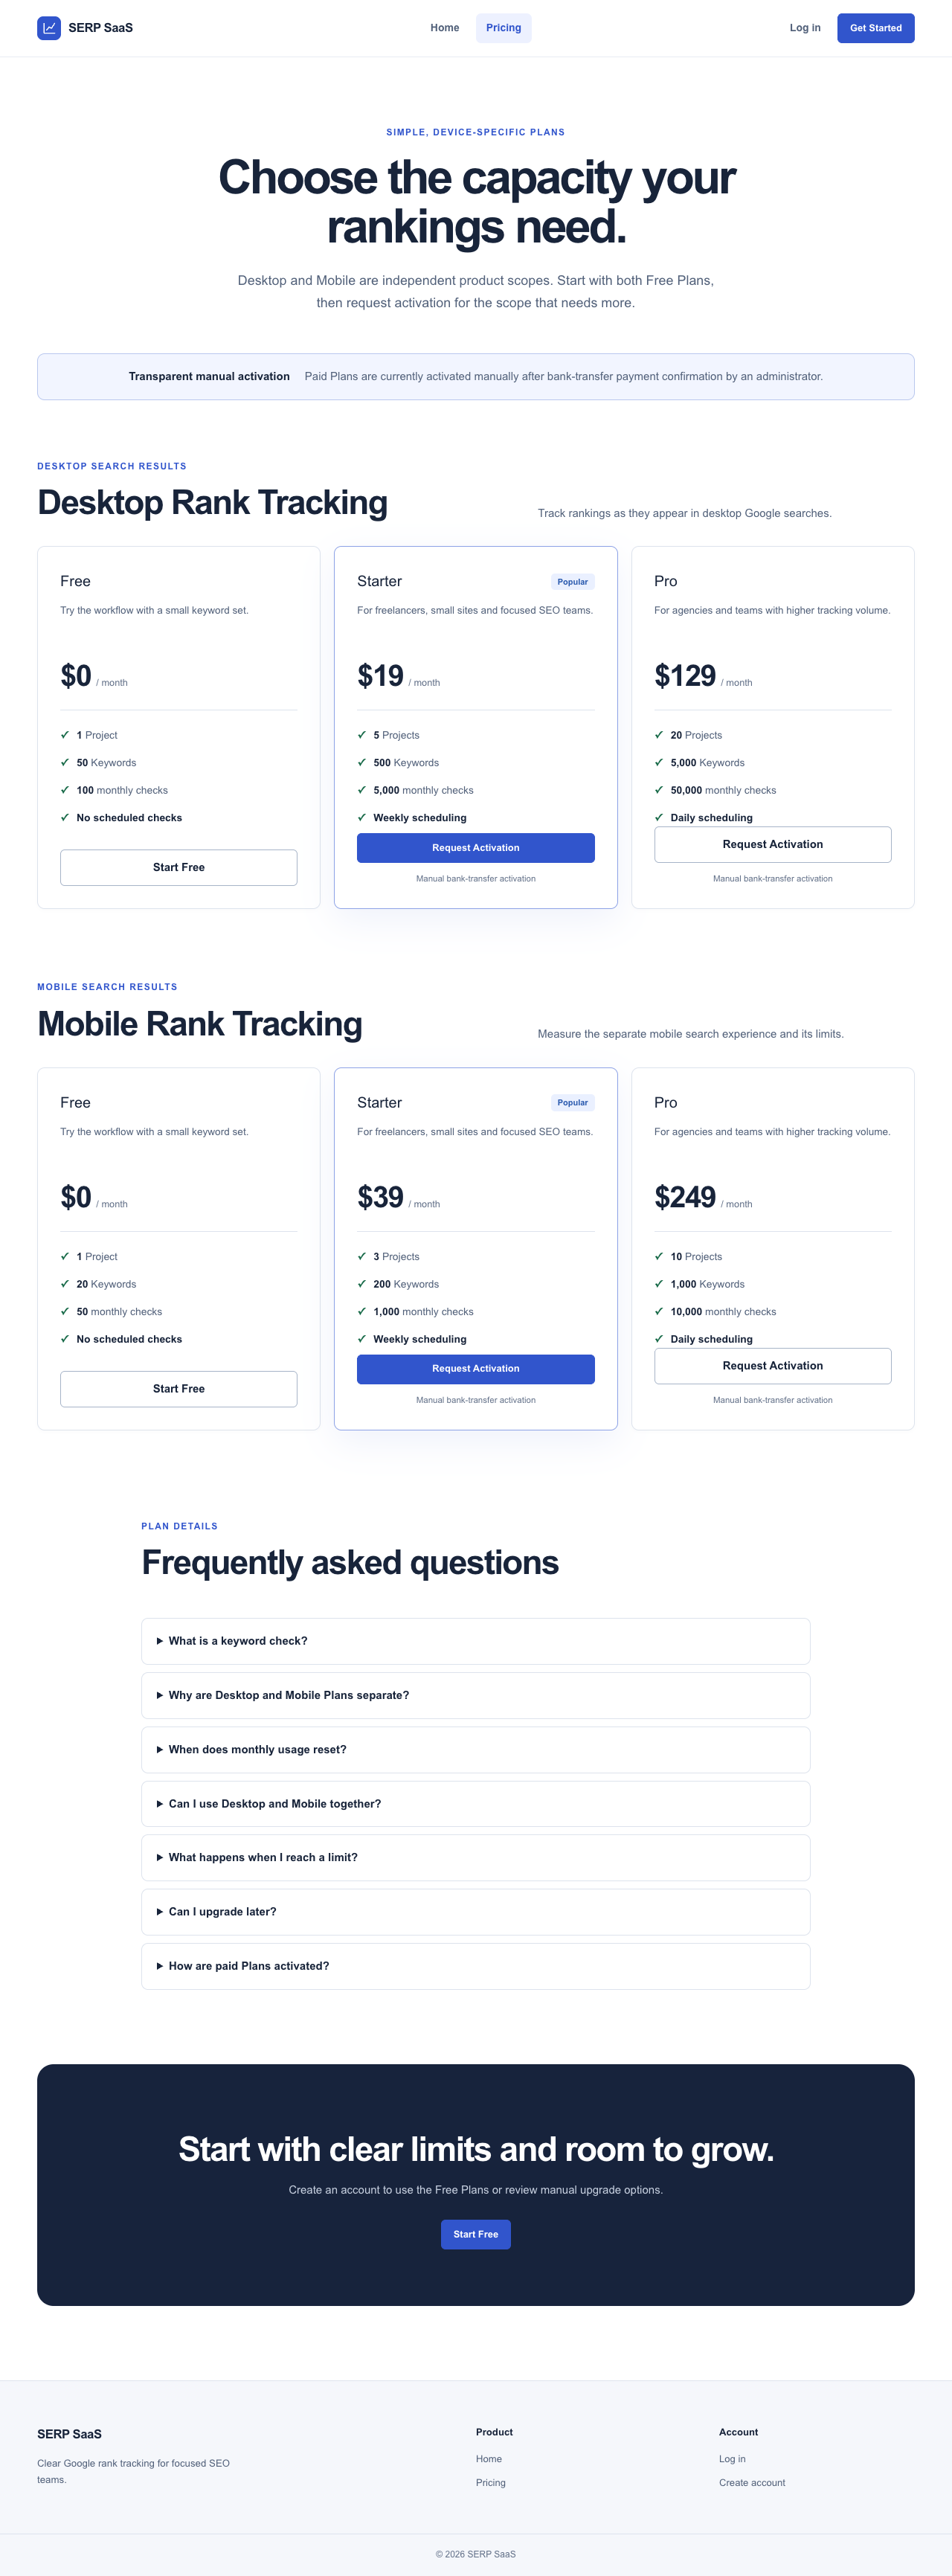 SERP SaaS
Home
Pricing
Log in
Get Started
SIMPLE, DEVICE-SPECIFIC PLANS
Choose the capacity your
rankings need.
Desktop and Mobile are independent product scopes. Start with both Free Plans,
then request activation for the scope that needs more.
Transparent manual activation Paid Plans are currently activated manually after bank-transfer payment confirmation by an administrator.
DESKTOP SEARCH RESULTS
Desktop Rank Tracking
Track rankings as they appear in desktop Google searches.
Free
Try the workflow with a small keyword set.
$0 / month
✓ 1 Project
✓ 50 Keywords
✓ 100 monthly checks
✓ No scheduled checks
Start Free
Starter
Popular
For freelancers, small sites and focused SEO teams.
$19 / month
✓ 5 Projects
✓ 500 Keywords
✓ 5,000 monthly checks
✓ Weekly scheduling
Request Activation
Manual bank-transfer activation
Pro
For agencies and teams with higher tracking volume.
$129 / month
✓ 20 Projects
✓ 5,000 Keywords
✓ 50,000 monthly checks
✓ Daily scheduling
Request Activation
Manual bank-transfer activation
MOBILE SEARCH RESULTS
Mobile Rank Tracking
Measure the separate mobile search experience and its limits.
Free
Try the workflow with a small keyword set.
$0 / month
✓ 1 Project
✓ 20 Keywords
✓ 50 monthly checks
✓ No scheduled checks
Start Free
Starter
Popular
For freelancers, small sites and focused SEO teams.
$39 / month
✓ 3 Projects
✓ 200 Keywords
✓ 1,000 monthly checks
✓ Weekly scheduling
Request Activation
Manual bank-transfer activation
Pro
For agencies and teams with higher tracking volume.
$249 / month
✓ 10 Projects
✓ 1,000 Keywords
✓ 10,000 monthly checks
✓ Daily scheduling
Request Activation
Manual bank-transfer activation
PLAN DETAILS
Frequently asked questions
What is a keyword check?
Why are Desktop and Mobile Plans separate?
When does monthly usage reset?
Can I use Desktop and Mobile together?
What happens when I reach a limit?
Can I upgrade later?
How are paid Plans activated?
Start with clear limits and room to grow.
Create an account to use the Free Plans or review manual upgrade options.
Start Free
SERP SaaS
Clear Google rank tracking for focused SEO
teams.
Product
Home
Pricing
Account
Log in
Create account
© 2026 SERP SaaS